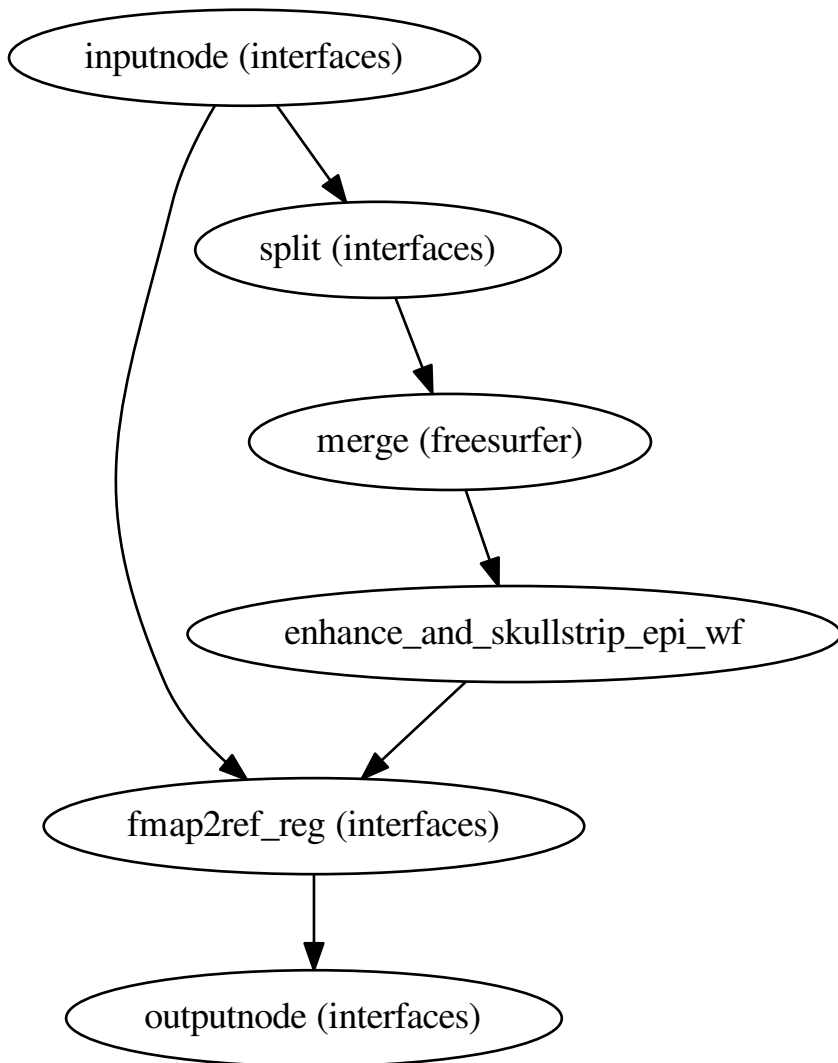 inputnode (interfaces)
split (interfaces)
merge (freesurfer)
enhance_and_skullstrip_epi_wf
fmap2ref_reg (interfaces)
outputnode (interfaces)